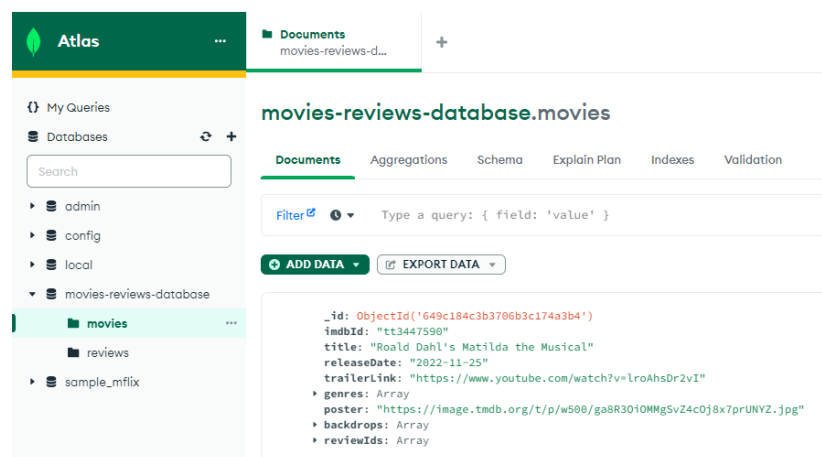 Atlas
...
Documents
movies-reviews-d...
{} My Queries
Databases
Search
admin
config
local
movies-reviews-database
movies
...
reviews
sample_mflix
movies-reviews-database.movies
Documents Aggregations Schema Explain Plan Indexes Validation
Filter Type a query: { field: 'value' }
ADD DATA EXPORT DATA
_id: ObjectId('649c184c3b3706b3c174a3b4')
imdbId: "tt3447590"
title: "Roald Dahl's Matilda the Musical"
releaseDate: "2022-11-25"
trailerLink: "https://www.youtube.com/watch?v=lroAhsDr2vI"
genres: Array
poster: "https://image.tmdb.org/t/p/w500/ga8R3OiOMMgSvZ4cOj8x7prUNYZ.jpg"
backdrops: Array
reviewIds: Array